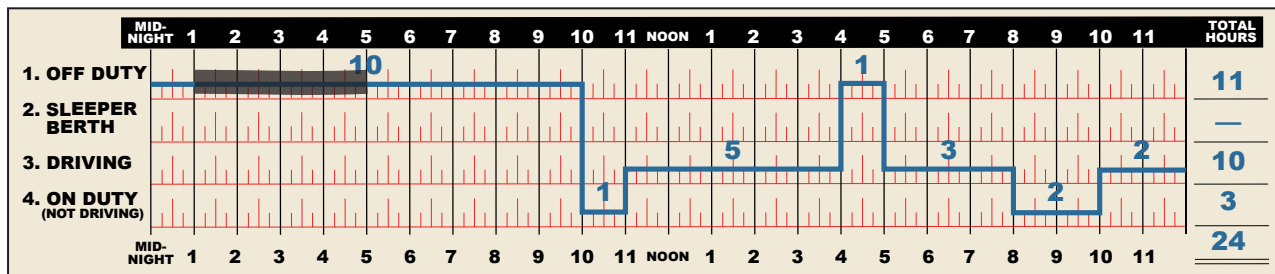 MID-NIGHT 1 2 3 4 5 6 7 8 9 10 11 NOON 1 2 3 4 5 6 7 8 9 10 11 TOTAL HOURS
1. OFF DUTY 10 1 11
2. SLEEPER BERTH —
3. DRIVING 5 3 2 10
4. ON DUTY (NOT DRIVING) 1 2 3
MID-NIGHT 1 2 3 4 5 6 7 8 9 10 11 NOON 1 2 3 4 5 6 7 8 9 10 11 24